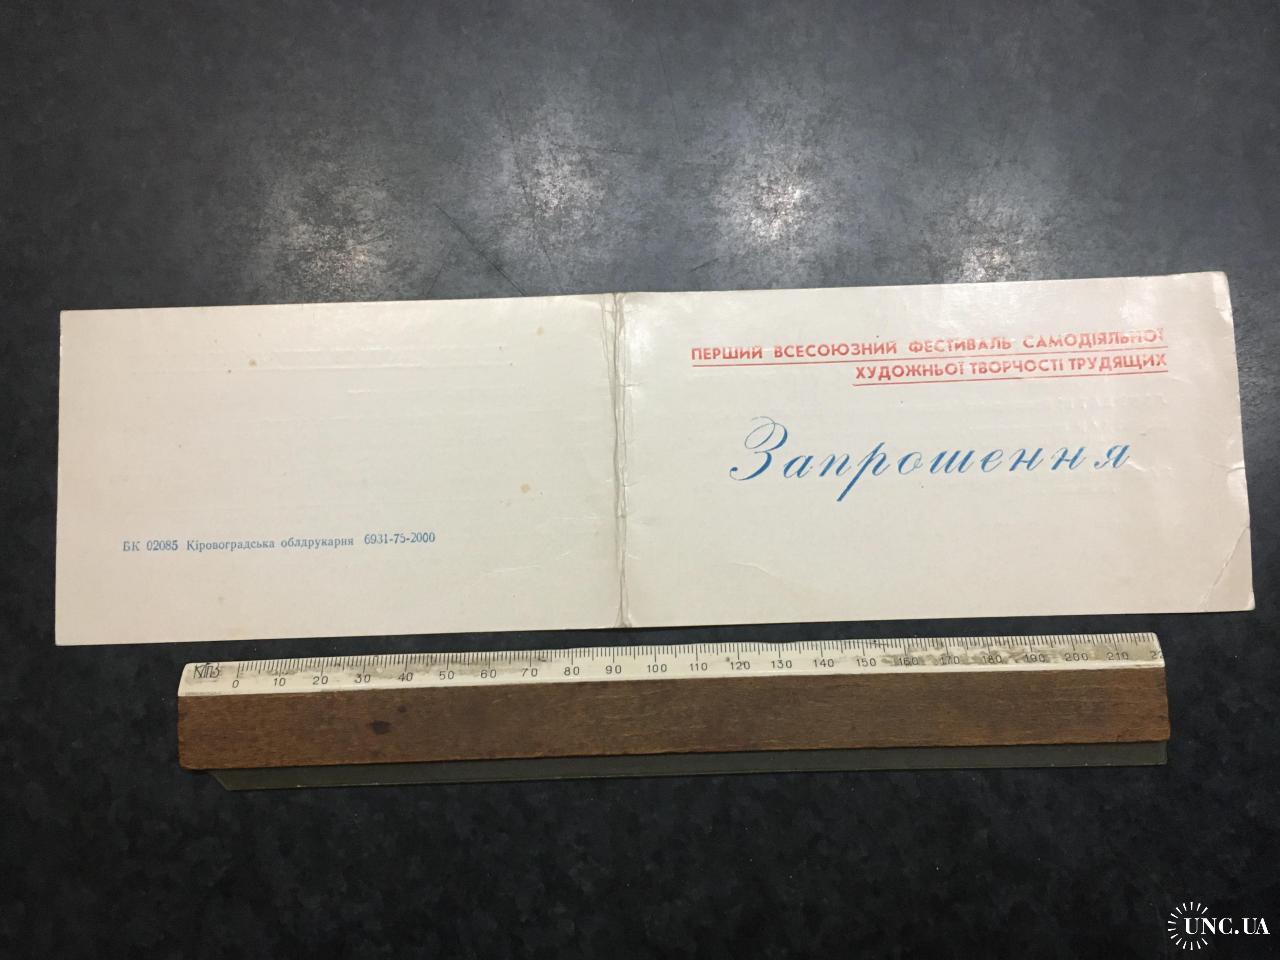 ПЕРШИЙ ВСЕСОЮЗНИЙ ФЕСТИВАЛЬ САМОДІЯЛЬНОЇ
ХУДОЖНЬОЇ ТВОРЧОСТІ ТРУДЯЩИХ
Запрошення
БК 02085 Кіровоградська облдрукарня 6931-75-2000
0 10 20 30 40 50 60 70 80 90 100 110 120 130 140 150 160 170 180 190 200 210
UNC.UA